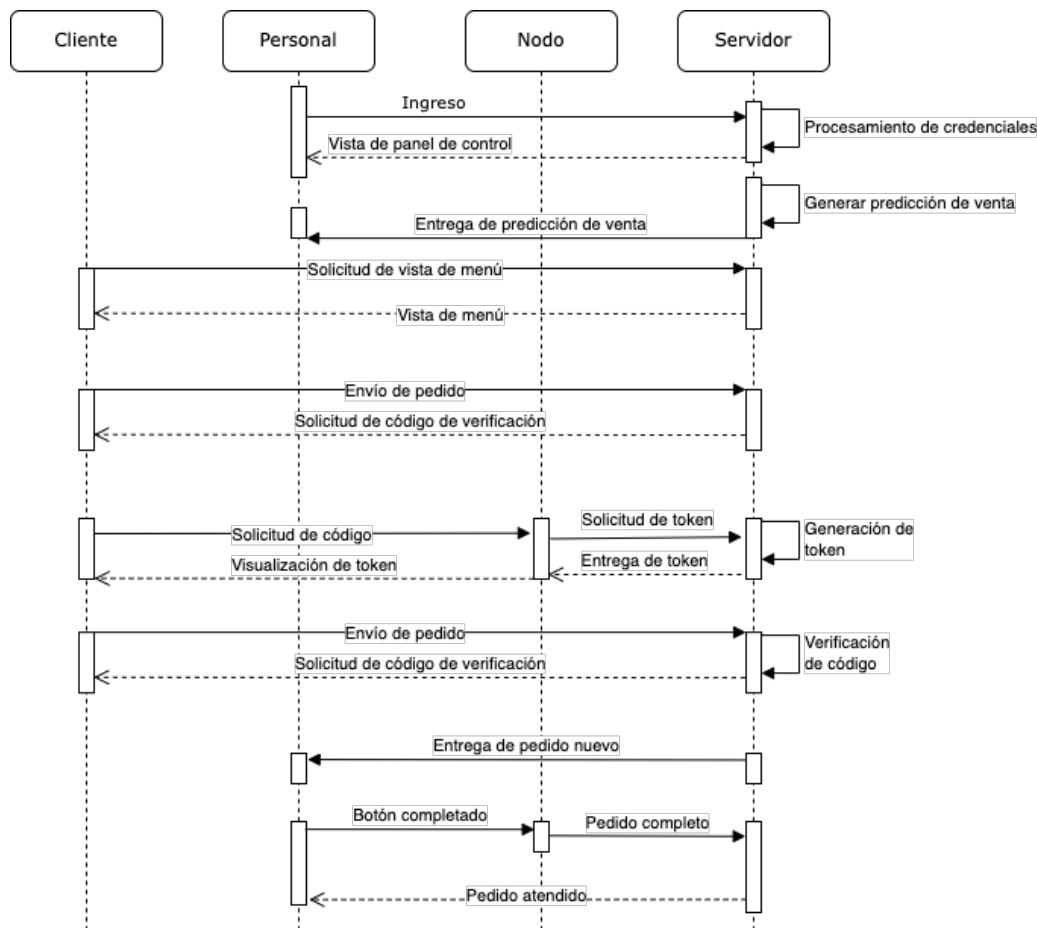 Cliente
Personal
Nodo
Servidor
Ingreso
Procesamiento de credenciales
Vista de panel de control
Generar predicción de venta
Entrega de predicción de venta
Solicitud de vista de menú
Vista de menú
Envío de pedido
Solicitud de código de verificación
Solicitud de código
Solicitud de token
Generación de
token
Visualización de token
Entrega de token
Envío de pedido
Verificación
de código
Solicitud de código de verificación
Entrega de pedido nuevo
Botón completado
Pedido completo
Pedido atendido